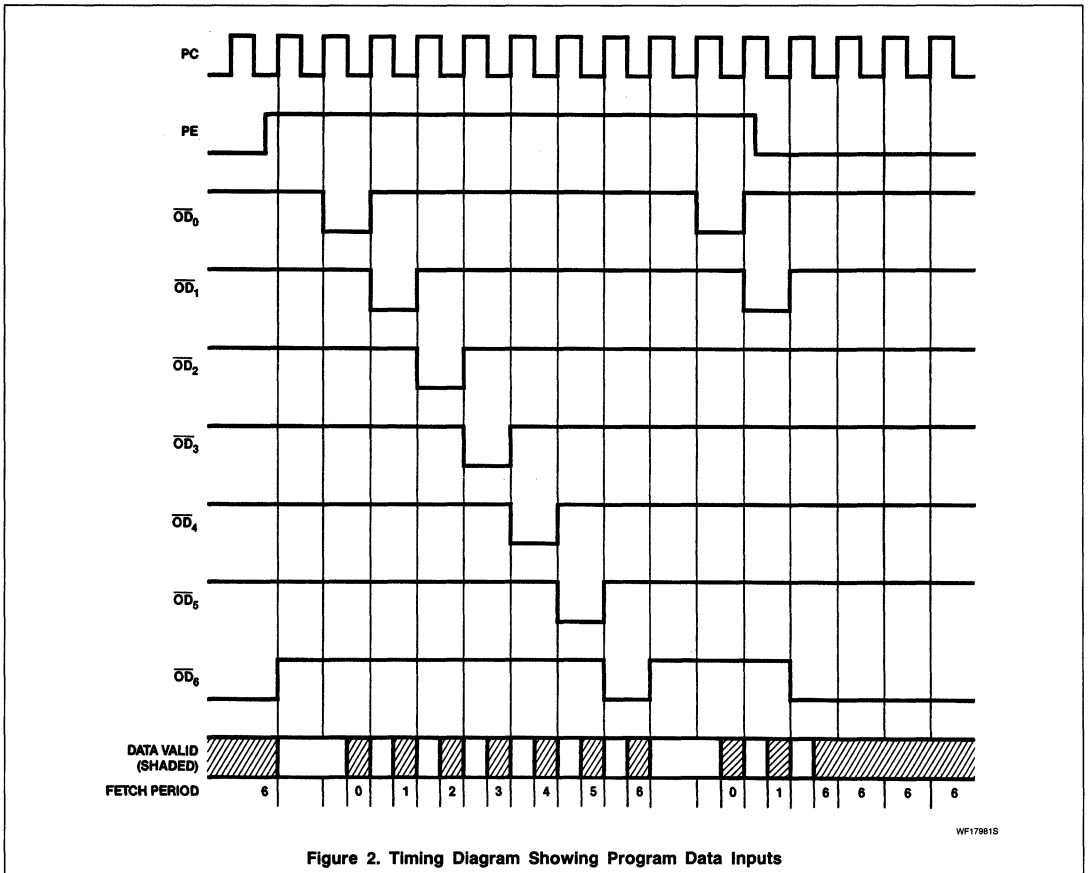 PC
PE
OD0
OD1
OD2
OD3
OD4
OD5
OD6
DATA VALID
(SHADED)
FETCH PERIOD 6 0 1 2 3 4 5 6 0 1 6 6 6 6
WF17981S
Figure 2. Timing Diagram Showing Program Data Inputs